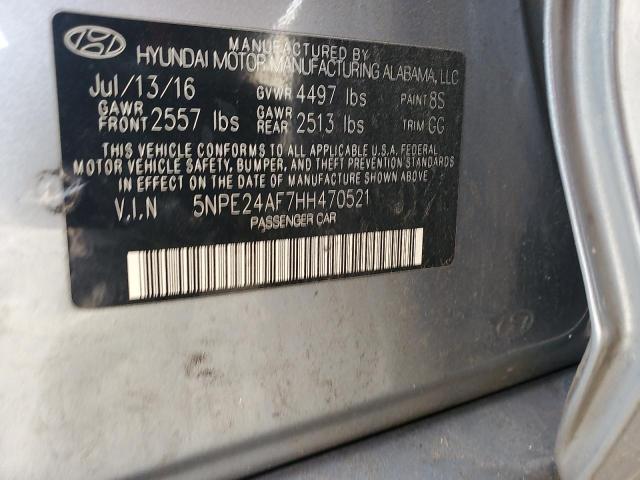 MANUFACTURED BY
HYUNDAI MOTOR MANUFACTURING ALABAMA, LLC
Jul/13/16 GVWR 4497 lbs PAINT 8S
GAWR FRONT 2557 lbs GAWR REAR 2513 lbs TRIM GG
THIS VEHICLE CONFORMS TO ALL APPLICABLE U.S.A. FEDERAL
MOTOR VEHICLE SAFETY, BUMPER, AND THEFT PREVENTION STANDARDS
IN EFFECT ON THE DATE OF MANUFACTURE SHOWN ABOVE.
V.I.N 5NPE24AF7HH470521
PASSENGER CAR